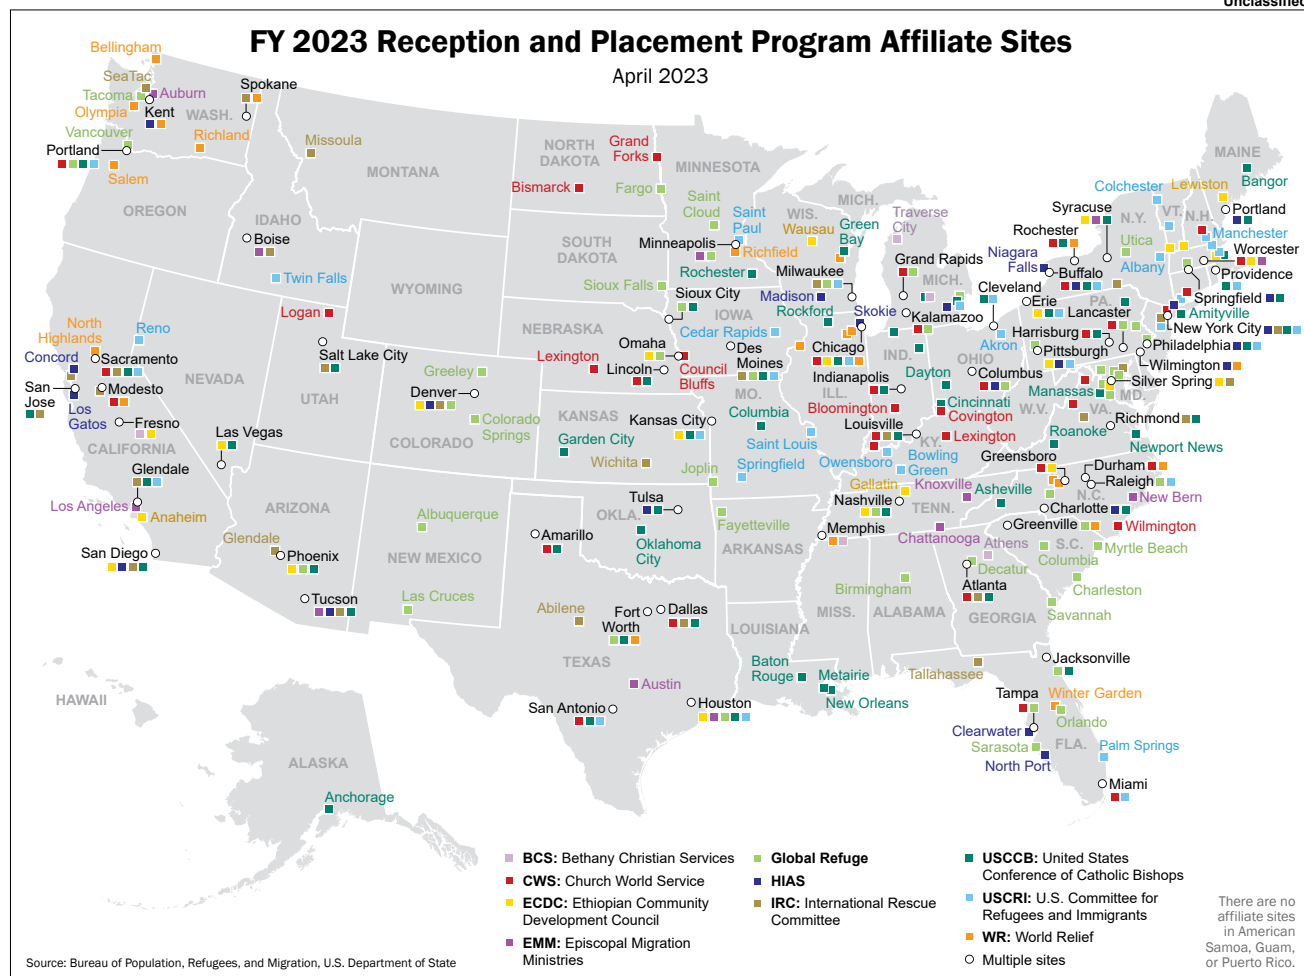 Unclassified
FY 2023 Reception and Placement Program Affiliate Sites
April 2023
Bellingham
SeaTac
Tacoma
Auburn
Olympia
Kent
WASH.
Spokane
Vancouver
Richland
Portland
Salem
OREGON
Missoula
MONTANA
IDAHO
Boise
Twin Falls
WYOMING
NORTH
DAKOTA
Grand
Forks
Bismarck
Fargo
MINNESOTA
Saint
Cloud
Saint
Paul
Minneapolis
Richfield
Rochester
SOUTH
DAKOTA
Sioux Falls
Sioux City
WIS.
Wausau
Green
Bay
Milwaukee
Madison
MICH.
Traverse
City
Grand Rapids
MICH.
Kalamazoo
MAINE
Bangor
Lewiston
Portland
Colchester
VT.
N.H.
Manchester
Worcester
Providence
Springfield
Syracuse
N.Y.
Rochester
Utica
Albany
Niagara
Falls
Buffalo
Amityville
New York City
Cleveland
Erie
PA.
Lancaster
Harrisburg
Philadelphia
Pittsburgh
Wilmington
Akron
OHIO
Columbus
Silver Spring
Manassas
MD.
W.V.
VA.
Richmond
Roanoke
Newport News
North
Highlands
Reno
Concord
Sacramento
San
Jose
Modesto
Los
Gatos
Fresno
CALIFORNIA
NEVADA
Las Vegas
Glendale
Los Angeles
Anaheim
San Diego
Logan
Salt Lake City
UTAH
Greeley
Denver
Colorado
Springs
COLORADO
ARIZONA
Glendale
Phoenix
Tucson
Albuquerque
NEW MEXICO
Las Cruces
NEBRASKA
Lexington
Omaha
Lincoln
Council
Bluffs
IOWA
Cedar Rapids
Des
Moines
Rockford
Skokie
Chicago
ILL.
Bloomington
IND.
Indianapolis
Dayton
Cincinnati
Covington
Louisville
KY.
Lexington
Owensboro
Bowling
Green
KANSAS
Garden City
Wichita
Kansas City
MO.
Columbia
Saint Louis
Springfield
Joplin
OKLA.
Tulsa
Oklahoma
City
Fayetteville
ARKANSAS
Gallatin
Nashville
Knoxville
TENN.
Chattanooga
Memphis
Asheville
Greensboro
Durham
Raleigh
N.C.
New Bern
Charlotte
Greenville
Wilmington
S.C.
Columbia
Myrtle Beach
Charleston
Savannah
Athens
Decatur
Atlanta
GEORGIA
Birmingham
ALABAMA
MISS.
LOUISIANA
Baton
Rouge
Metairie
New Orleans
Amarillo
Abilene
Fort
Worth
Dallas
TEXAS
Austin
San Antonio
Houston
Tallahassee
Jacksonville
Tampa
Winter Garden
Orlando
Clearwater
Sarasota
North Port
FLA.
Palm Springs
Miami
HAWAII
ALASKA
Anchorage
BCS: Bethany Christian Services
CWS: Church World Service
ECDC: Ethiopian Community
Development Council
EMM: Episcopal Migration
Ministries
Global Refuge
HIAS
IRC: International Rescue
Committee
USCCB: United States
Conference of Catholic Bishops
USCRI: U.S. Committee for
Refugees and Immigrants
WR: World Relief
Multiple sites
There are no
affiliate sites
in American
Samoa, Guam,
or Puerto Rico.
Source: Bureau of Population, Refugees, and Migration, U.S. Department of State